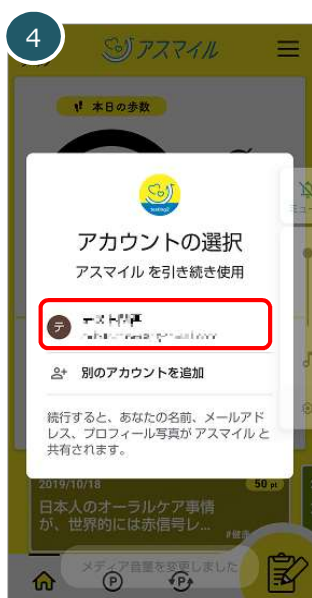 4
アスマイル
本日の歩数
ミュー
アカウントの選択
アスマイル を引き続き使用
テ
別のアカウントを追加
続行すると、あなたの名前、メールアド
レス、プロフィール写真が アスマイル と
共有されます。
2019/10/18
50 pt
日本人のオーラルケア事情
が、世界的には赤信号レ...
メディア音量を変更しました
P
P